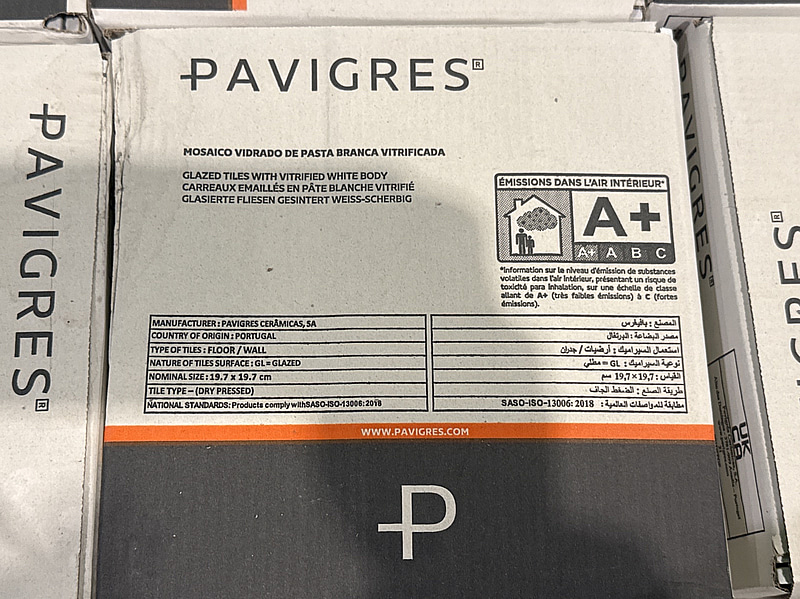 PAVIGRES®
MOSAICO VIDRADO DE PASTA BRANCA VITRIFICADA
GLAZED TILES WITH VITRIFIED WHITE BODY
CARREAUX EMAILLÉS EN PÂTE BLANCHE VITRIFIÉ
GLASIERTE FLIESEN GESINTERT WEISS-SCHERBIG
ÉMISSIONS DANS L'AIR INTÉRIEUR*
A+
A+ A B C
*Information sur le niveau d'émission de substances
volatiles dans l'air intérieur, présentant un risque de
toxicité para inhalation, sur une échelle de classe
allant de A+ (très faibles émissions) à C (fortes
émissions).
MANUFACTURER : PAVIGRES CERÂMICAS, SA
المصنع : بافيقرس
COUNTRY OF ORIGIN : PORTUGAL
مصدر البضاعة : البرتغال
TYPE OF TILES : FLOOR / WALL
استعمال السيراميك : أرضيات / جدران
NATURE OF TILES SURFACE : GL= GLAZED
نوعية السيراميك : GL = مطلي
NOMINAL SIZE : 19.7 x 19.7 cm
القياس : 19,7 × 19,7 سم
TILE TYPE – (DRY PRESSED)
طريقة الصنع : الضغط الجاف
NATIONAL STANDARDS: Products comply withSASO-ISO-13006: 2018
مطابقة للمواصفات العالمية : SASO-ISO-13006: 2018
WWW.PAVIGRES.COM
P
PAVIGRES®
PAVIGRES®
GRES®
UK
CA